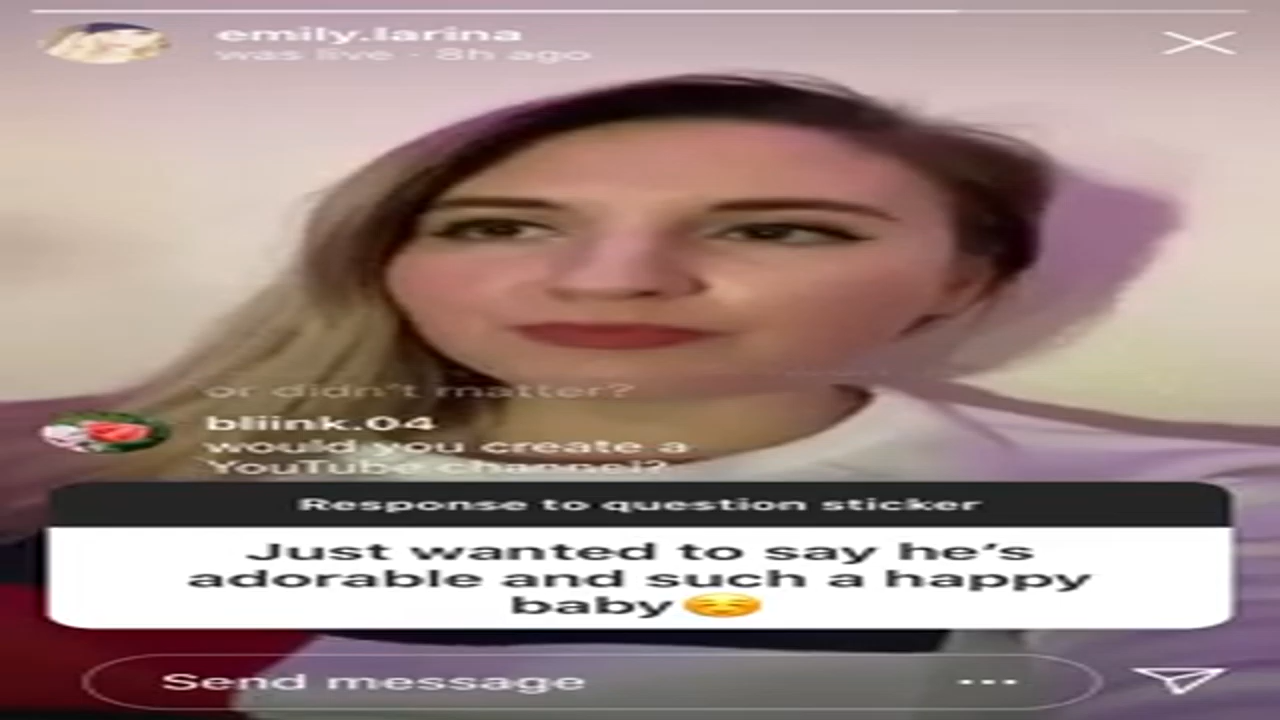 emily.larina
was live · 8h ago
or didn't matter?
bliink.04
would you create a
YouTube channel?
Response to question sticker
Just wanted to say he's
adorable and such a happy
baby☺️
Send message